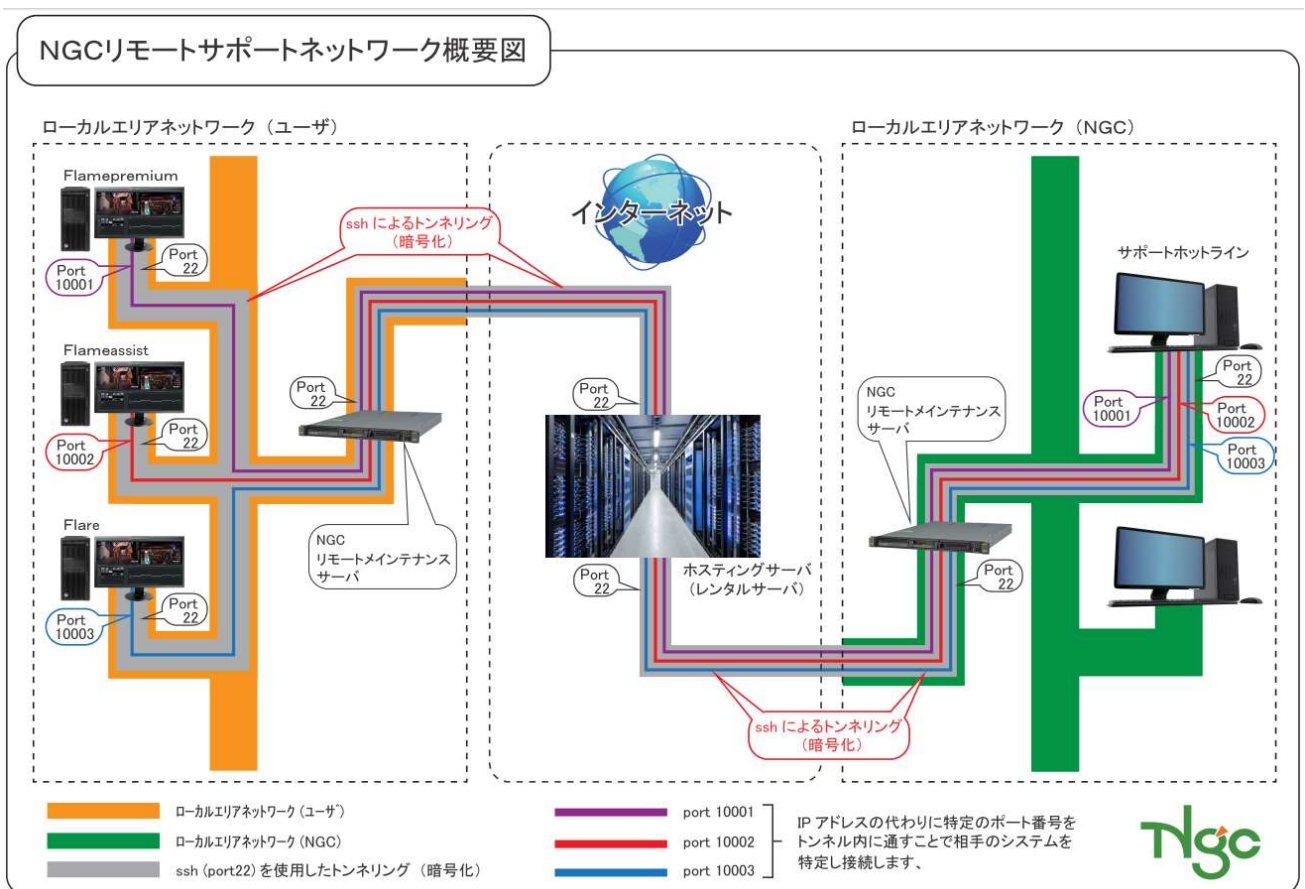 NGCリモートサポートネットワーク概要図
ローカルエリアネットワーク (ユーザ)
ローカルエリアネットワーク (NGC)
Flamepremium
インターネット
ssh によるトンネリング
(暗号化)
サポートホットライン
Port
10001
Port
22
Flameassist
Port
10002
Port
22
Port
22
Port
22
NGC
リモートメインテナンス
サーバ
Port
22
Port
10001
Port
10002
Port
10003
Flare
Port
10003
Port
22
NGC
リモートメインテナンス
サーバ
Port
22
ホスティングサーバ
(レンタルサーバ)
Port
22
ssh によるトンネリング
(暗号化)
ローカルエリアネットワーク (ユーザ)
ローカルエリアネットワーク (NGC)
ssh (port22) を使用したトンネリング (暗号化)
port 10001
port 10002
port 10003
IP アドレスの代わりに特定のポート番号を
トンネル内に通すことで相手のシステムを
特定し接続します、
Ngc